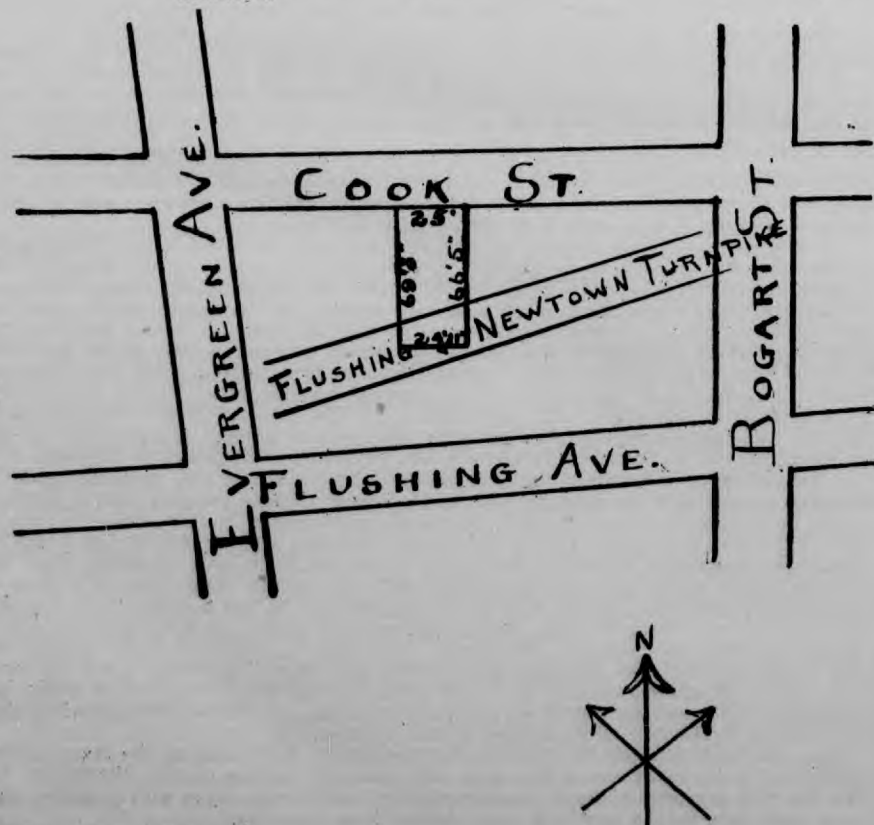 COOK ST.
EVERGREEN AVE.
25'
66'5"
FLUSHING NEWTOWN TURNPIKE
BOGART ST.
FLUSHING AVE.
N